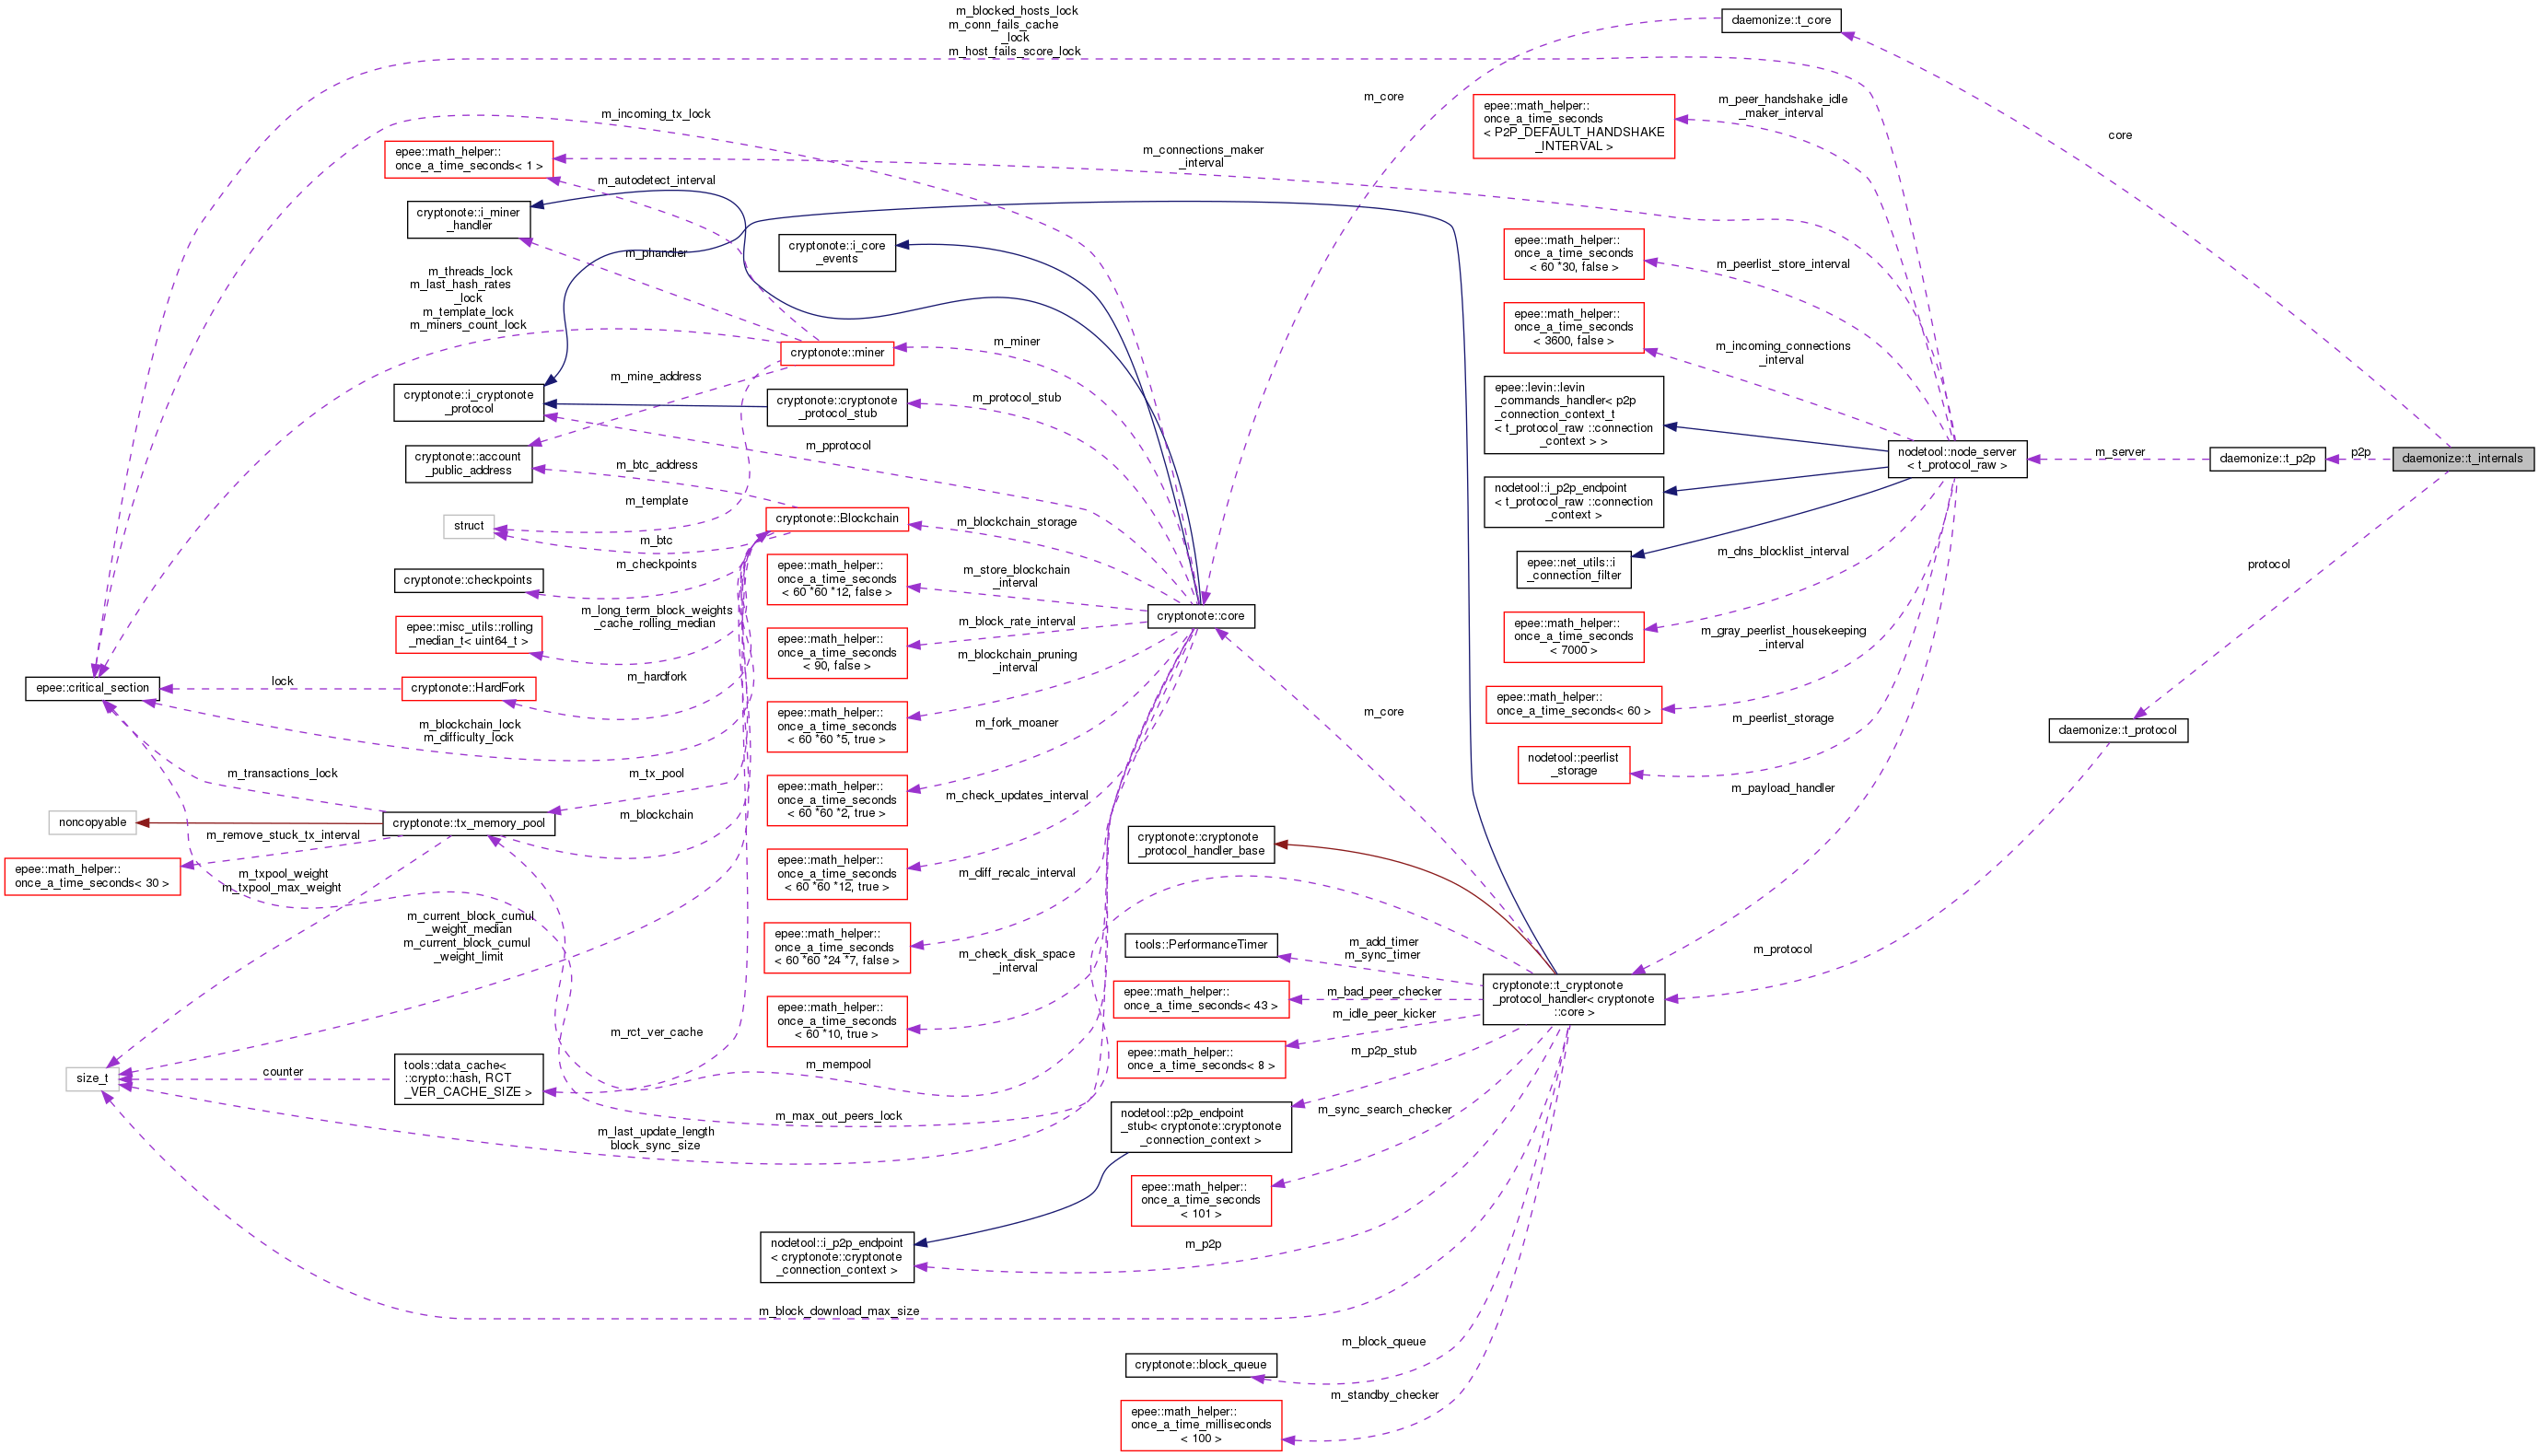 m_blocked_hosts_lock
m_conn_fails_cache
_lock
m_host_fails_score_lock
daemonize::t_core
m_core
core
m_incoming_tx_lock
epee::math_helper::
once_a_time_seconds
< P2P_DEFAULT_HANDSHAKE
_INTERVAL >
m_peer_handshake_idle
_maker_interval
epee::math_helper::
once_a_time_seconds< 1 >
m_connections_maker
_interval
m_autodetect_interval
cryptonote::i_miner
_handler
m_phandler
cryptonote::i_core
_events
epee::math_helper::
once_a_time_seconds
< 60 *30, false >
m_peerlist_store_interval
m_threads_lock
m_last_hash_rates
_lock
m_template_lock
m_miners_count_lock
cryptonote::miner
m_miner
epee::math_helper::
once_a_time_seconds
< 3600, false >
m_incoming_connections
_interval
cryptonote::i_cryptonote
_protocol
m_mine_address
cryptonote::cryptonote
_protocol_stub
m_protocol_stub
epee::levin::levin
_commands_handler< p2p
_connection_context_t
< t_protocol_raw ::connection
_context > >
cryptonote::account
_public_address
m_btc_address
m_pprotocol
nodetool::node_server
< t_protocol_raw >
m_server
daemonize::t_p2p
p2p
daemonize::t_internals
nodetool::i_p2p_endpoint
< t_protocol_raw ::connection
_context >
struct
m_template
m_btc
cryptonote::Blockchain
m_blockchain_storage
epee::net_utils::i
_connection_filter
m_dns_blocklist_interval
protocol
cryptonote::checkpoints
m_checkpoints
epee::math_helper::
once_a_time_seconds
< 60 *60 *12, false >
m_store_blockchain
_interval
cryptonote::core
epee::misc_utils::rolling
_median_t< uint64_t >
m_long_term_block_weights
_cache_rolling_median
epee::math_helper::
once_a_time_seconds
< 90, false >
m_block_rate_interval
epee::math_helper::
once_a_time_seconds
< 7000 >
m_gray_peerlist_housekeeping
_interval
epee::critical_section
lock
cryptonote::HardFork
m_hardfork
m_blockchain_pruning
_interval
epee::math_helper::
once_a_time_seconds
< 60 *60 *5, true >
epee::math_helper::
once_a_time_seconds< 60 >
m_blockchain_lock
m_difficulty_lock
m_fork_moaner
m_core
m_peerlist_storage
daemonize::t_protocol
nodetool::peerlist
_storage
m_transactions_lock
m_tx_pool
epee::math_helper::
once_a_time_seconds
< 60 *60 *2, true >
m_check_updates_interval
m_payload_handler
noncopyable
cryptonote::tx_memory_pool
m_blockchain
m_remove_stuck_tx_interval
cryptonote::cryptonote
_protocol_handler_base
epee::math_helper::
once_a_time_seconds< 30 >
m_txpool_weight
m_txpool_max_weight
epee::math_helper::
once_a_time_seconds
< 60 *60 *12, true >
m_diff_recalc_interval
m_current_block_cumul
_weight_median
m_current_block_cumul
_weight_limit
epee::math_helper::
once_a_time_seconds
< 60 *60 *24 *7, false >
m_check_disk_space
_interval
tools::PerformanceTimer
m_add_timer
m_sync_timer
m_protocol
cryptonote::t_cryptonote
_protocol_handler< cryptonote
::core >
epee::math_helper::
once_a_time_seconds< 43 >
m_bad_peer_checker
m_idle_peer_kicker
epee::math_helper::
once_a_time_seconds
< 60 *10, true >
m_rct_ver_cache
m_mempool
epee::math_helper::
once_a_time_seconds< 8 >
m_p2p_stub
size_t
counter
tools::data_cache<
::crypto::hash, RCT
_VER_CACHE_SIZE >
m_max_out_peers_lock
nodetool::p2p_endpoint
_stub< cryptonote::cryptonote
_connection_context >
m_sync_search_checker
m_last_update_length
block_sync_size
epee::math_helper::
once_a_time_seconds
< 101 >
nodetool::i_p2p_endpoint
< cryptonote::cryptonote
_connection_context >
m_p2p
m_block_download_max_size
m_block_queue
cryptonote::block_queue
m_standby_checker
epee::math_helper::
once_a_time_milliseconds
< 100 >